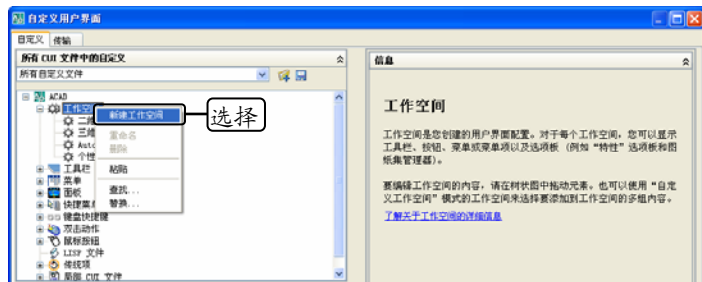 自定义用户界面
自定义 传输
所有 CUI 文件中的自定义
所有自定义文件
ACAD
工作空
二维
三维
Auto
个性
工具栏
菜单
面板
快捷菜单
键盘快捷键
双击动作
鼠标按钮
LISP 文件
传统项
局部 CUI 文件
新建工作空间
重命名
删除
粘贴
查找...
替换...
选择
信息
工作空间
工作空间是您创建的用户界面配置。对于每个工作空间，您可以显示
工具栏、按钮、菜单或菜单项以及选项板（例如“特性”选项板和图
纸集管理器）。
要编辑工作空间的内容，请在树状图中拖动元素。也可以使用“自定
义工作空间”模式的工作空间来选择要添加到工作空间的多组内容。
了解关于工作空间的详细信息